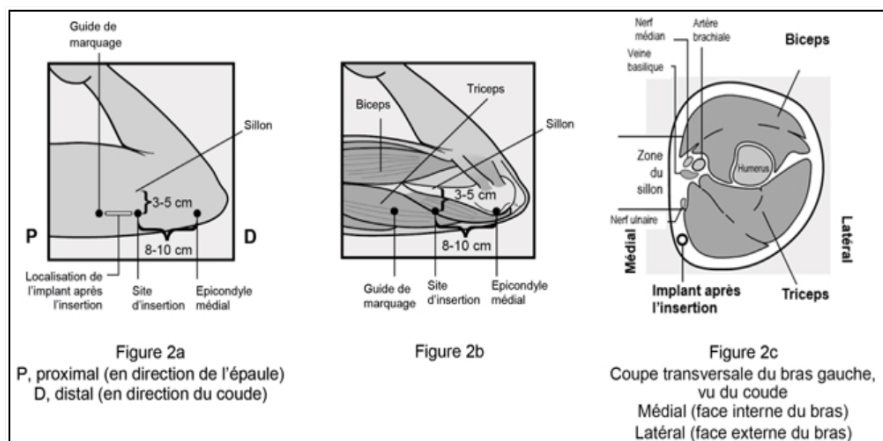 Guide de
marquage
Sillon
3-5 cm
P
D
8-10 cm
Localisation de
l'implant après
l'insertion
Site
d'insertion
Epicondyle
médial
Figure 2a
P, proximal (en direction de l'épaule)
D, distal (en direction du coude)
Triceps
Biceps
Sillon
3-5 cm
8-10 cm
Guide de
marquage
Site
d'insertion
Epicondyle
médial
Figure 2b
Nerf
médian
Artère
brachiale
Veine
basilique
Biceps
Zone
du
sillon
Humerus
Nerf ulnaire
Médial
Latéral
Implant après
l'insertion
Triceps
Figure 2c
Coupe transversale du bras gauche,
vu du coude
Médial (face interne du bras)
Latéral (face externe du bras)